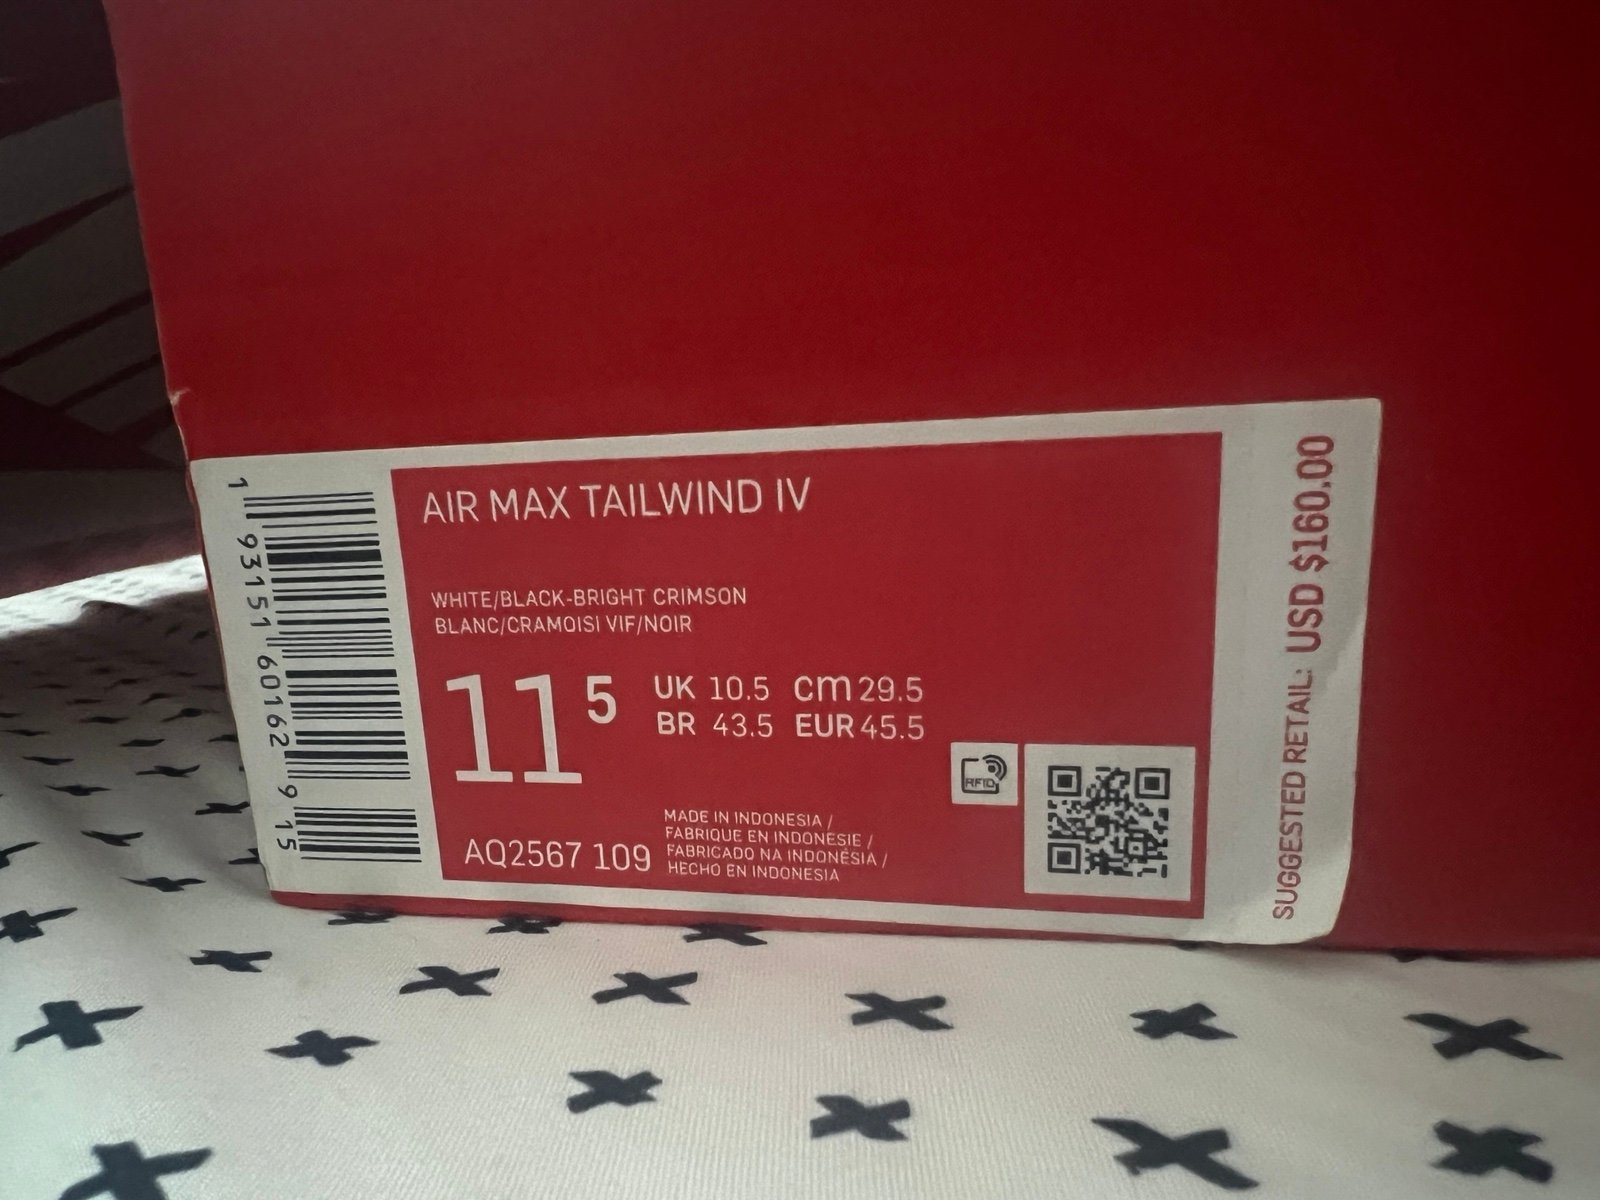 AIR MAX TAILWIND IV
WHITE/BLACK-BRIGHT CRIMSON
BLANC/CRAMOISI VIF/NOIR
11 5
UK 10.5 cm 29.5
BR 43.5 EUR 45.5
AQ2567 109
MADE IN INDONESIA /
FABRIQUE EN INDONESIE /
FABRICADO NA INDONÉSIA /
HECHO EN INDONESIA
RFID
1 93151 60162 9 15
SUGGESTED RETAIL: USD $160.00